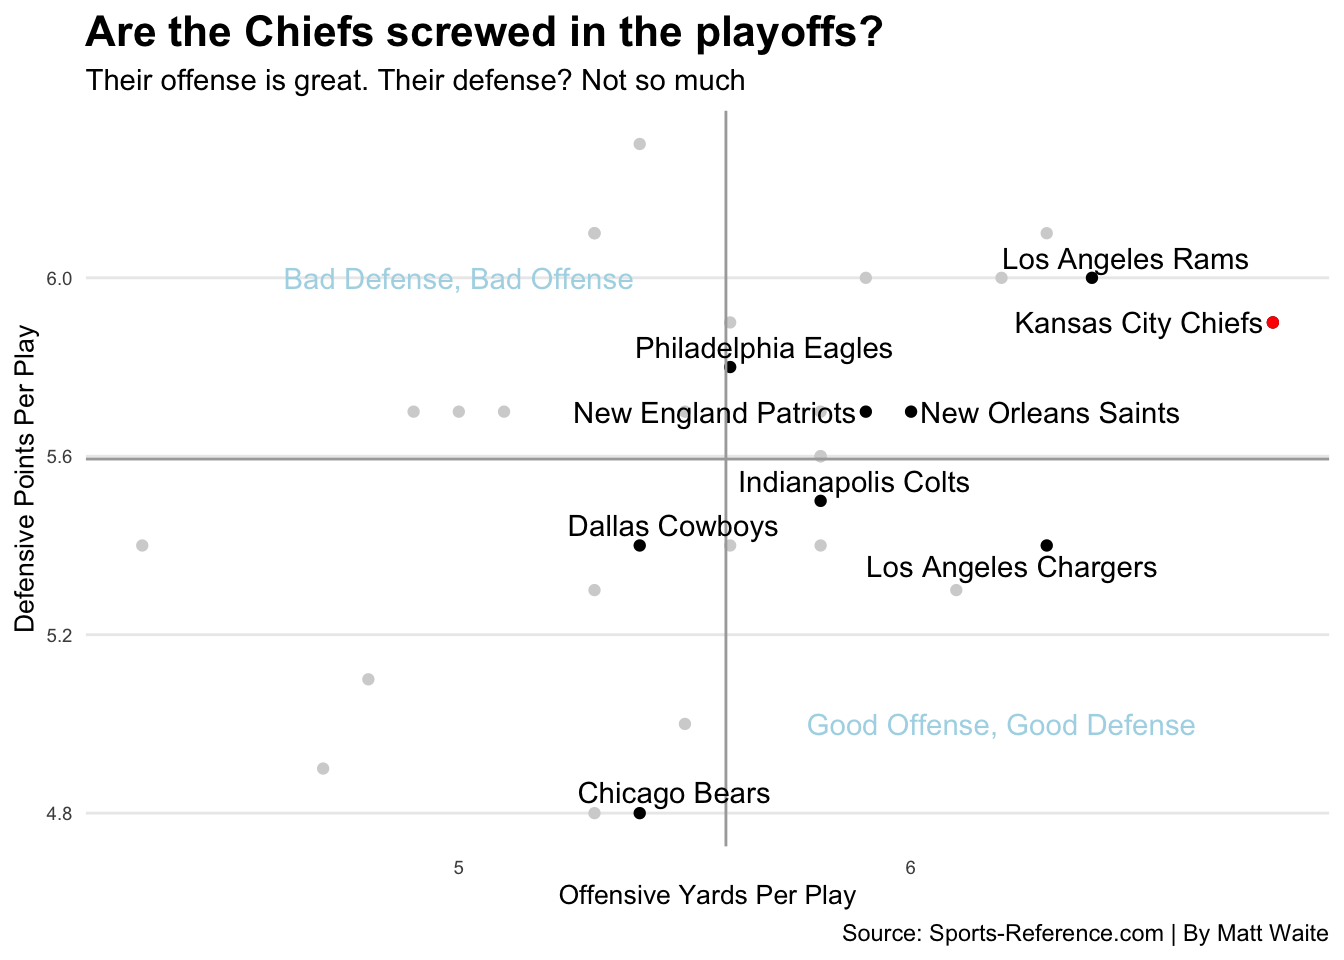 Are the Chiefs screwed in the playoffs?
Their offense is great. Their defense? Not so much
Los Angeles Rams
6.0
Bad Defense, Bad Offense
Kansas City Chiefs
Philadelphia Eagles
New England Patriots
New Orleans Saints
5.6
Defensive Points Per Play
Indianapolis Colts
Dallas Cowboys
Los Angeles Chargers
5.2
Good Offense, Good Defense
Chicago Bears
4.8
5
6
Offensive Yards Per Play
Source: Sports-Reference.com | By Matt Waite